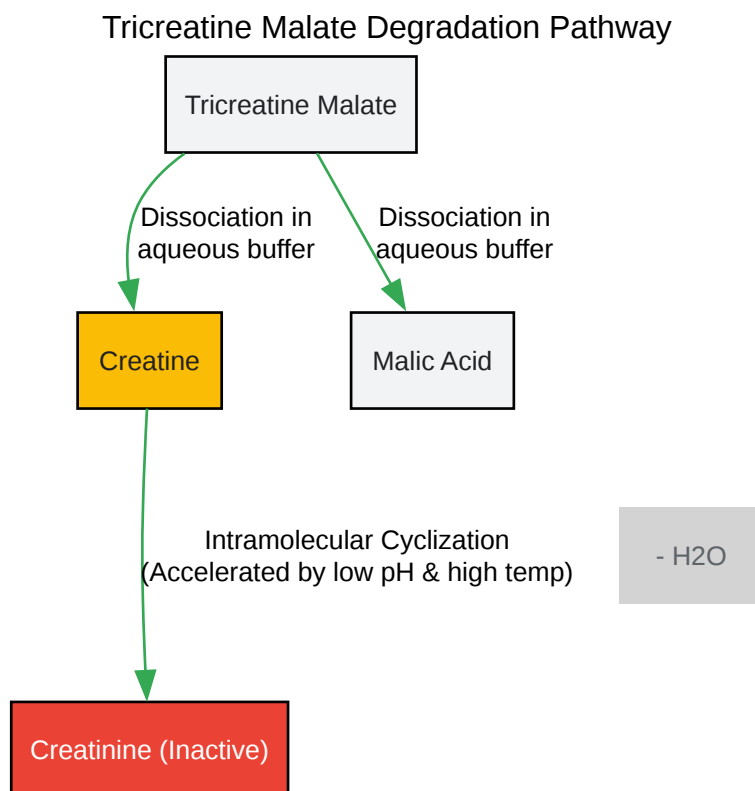 Tricreatine Malate Degradation Pathway
Tricreatine Malate
Dissociation in
aqueous buffer
Dissociation in
aqueous buffer
Creatine
Malic Acid
Intramolecular Cyclization
(Accelerated by low pH & high temp)
- H2O
Creatinine (Inactive)